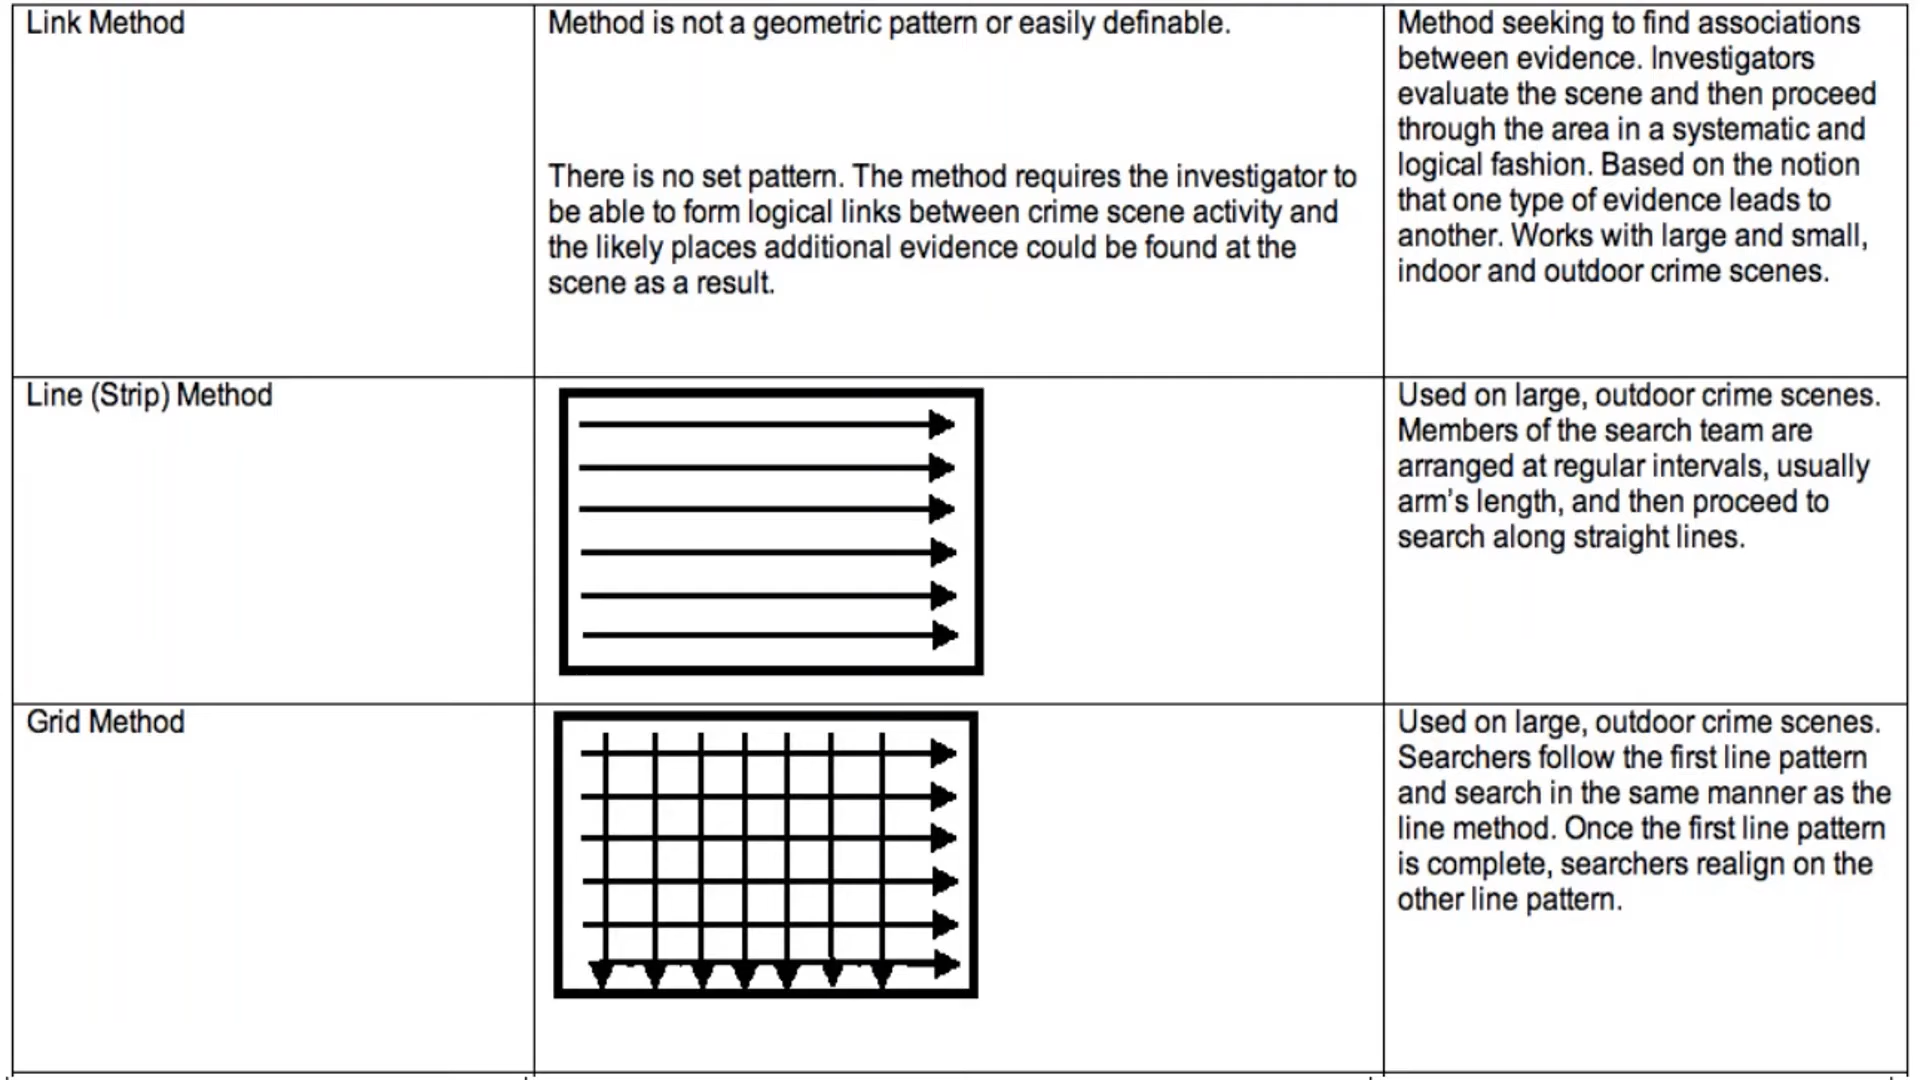 Link Method
Method is not a geometric pattern or easily definable.
There is no set pattern. The method requires the investigator to
be able to form logical links between crime scene activity and
the likely places additional evidence could be found at the
scene as a result.
Method seeking to find associations
between evidence. Investigators
evaluate the scene and then proceed
through the area in a systematic and
logical fashion. Based on the notion
that one type of evidence leads to
another. Works with large and small,
indoor and outdoor crime scenes.
Line (Strip) Method
Used on large, outdoor crime scenes.
Members of the search team are
arranged at regular intervals, usually
arm's length, and then proceed to
search along straight lines.
Grid Method
Used on large, outdoor crime scenes.
Searchers follow the first line pattern
and search in the same manner as the
line method. Once the first line pattern
is complete, searchers realign on the
other line pattern.